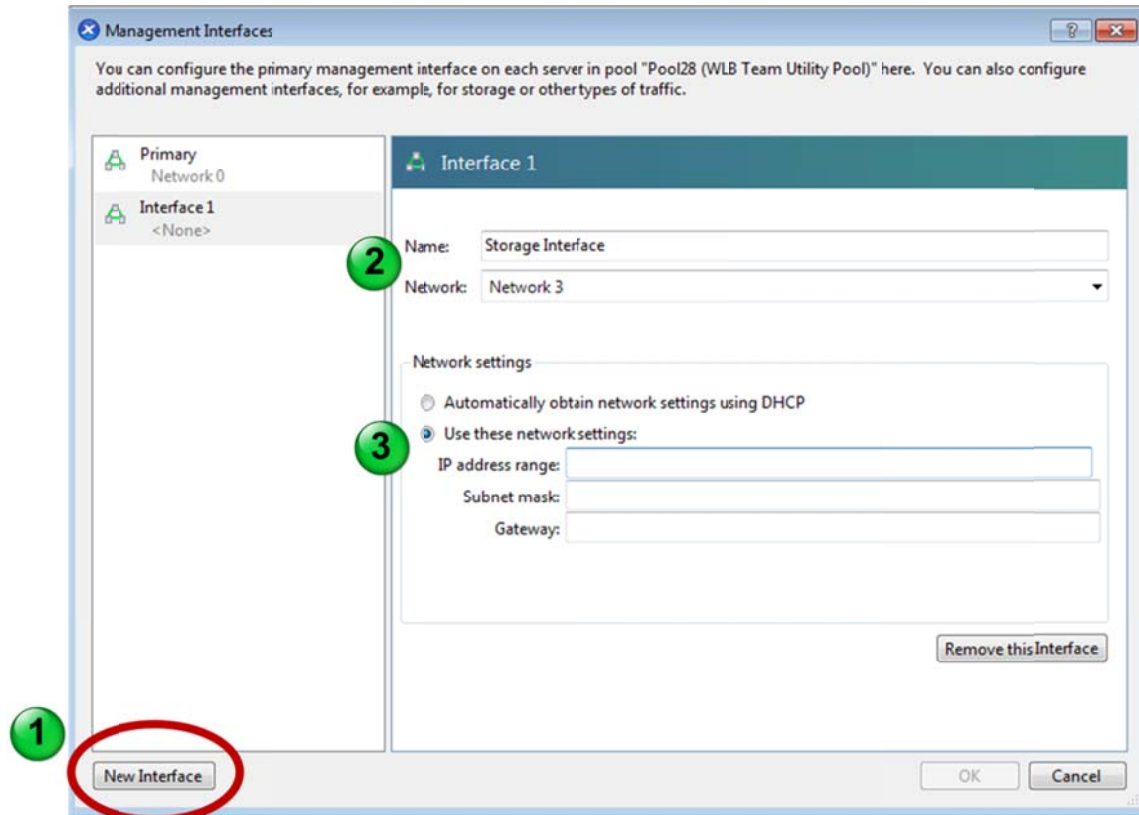 Management Interfaces
You can configure the primary management interface on each server in pool "Pool28 (WLB Team Utility Pool)" here. You can also configure
additional management interfaces, for example, for storage or other types of traffic.
Primary
Network 0
Interface 1
<None>
Interface 1
2
Name: Storage Interface
Network: Network 3
Network settings
Automatically obtain network settings using DHCP
3
Use these network settings:
IP address range:
Subnet mask:
Gateway:
Remove this Interface
1
New Interface
OK
Cancel